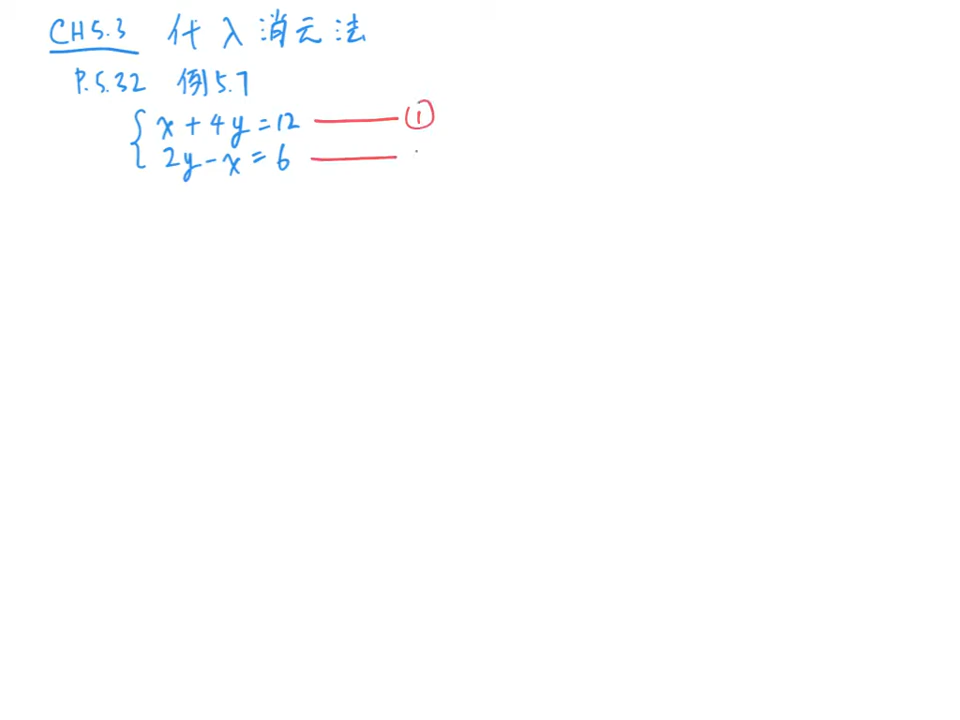 CH5.3 代入消元法
P.5.32 例5.7
x + 4y = 12 ——— ①
2y - x = 6 ———